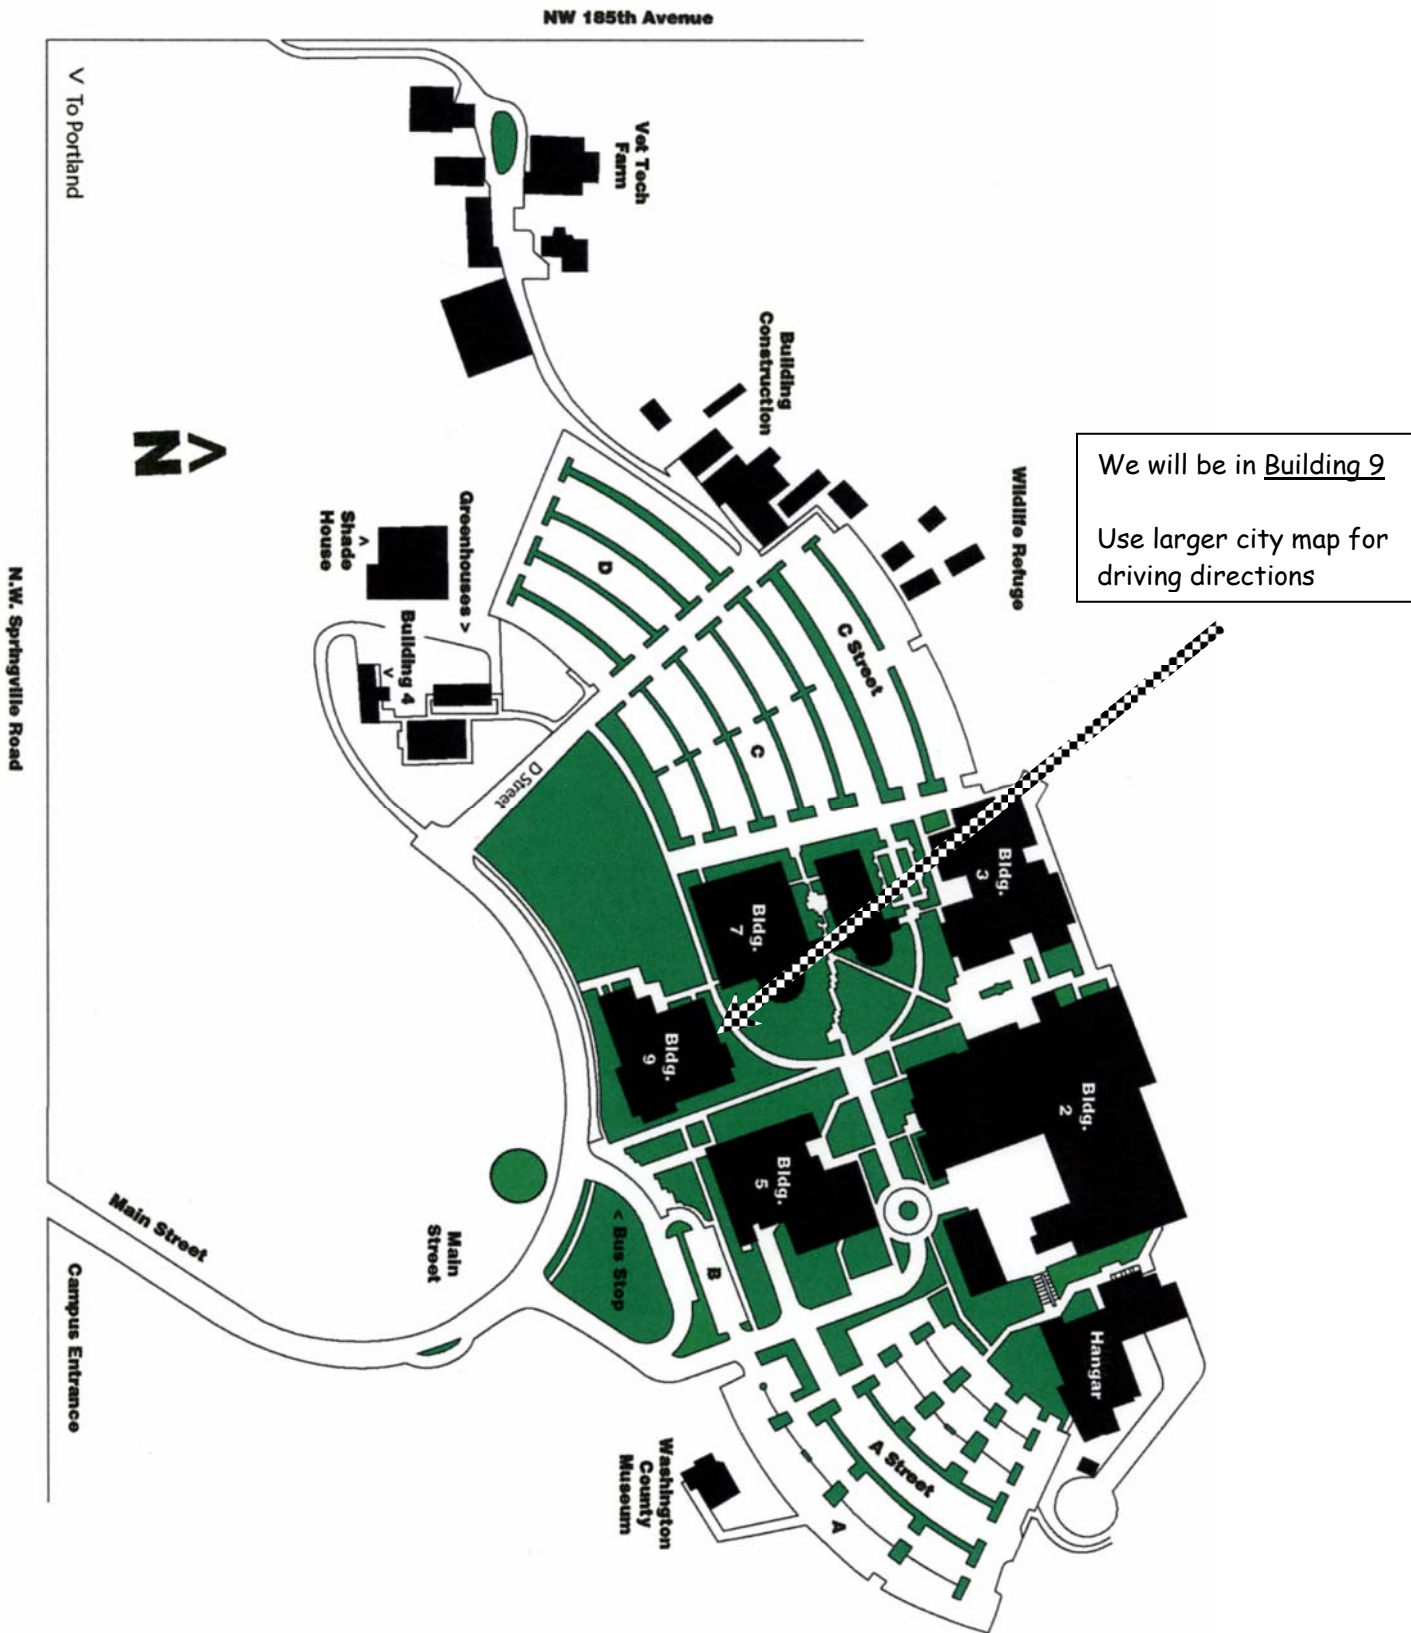 NW 185th Avenue
V To Portland
Vet Tech
Farm
Building
Construction
Wildlife Refuge
We will be in Building 9
Use larger city map for
driving directions
N
>
Greenhouses >
^
Shade
House
Building 4
v
D
C Street
C
D Street
N.W. Springville Road
Bldg.
3
Bldg.
7
Bldg.
9
Bldg.
2
Bldg.
5
< Bus Stop
B
Main
Street
Main Street
Campus Entrance
Hangar
A Street
A
Washington
County
Museum